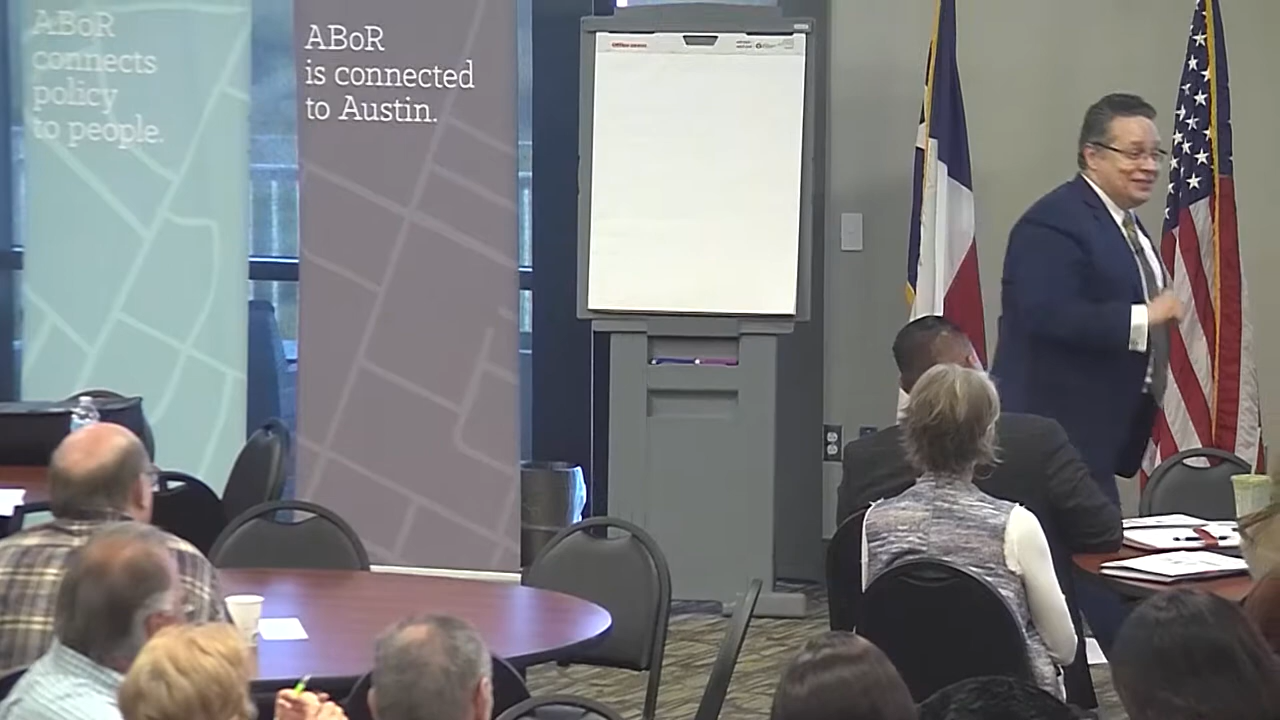 ABoR
connects
policy
to people.
ABoR
is connected
to Austin.